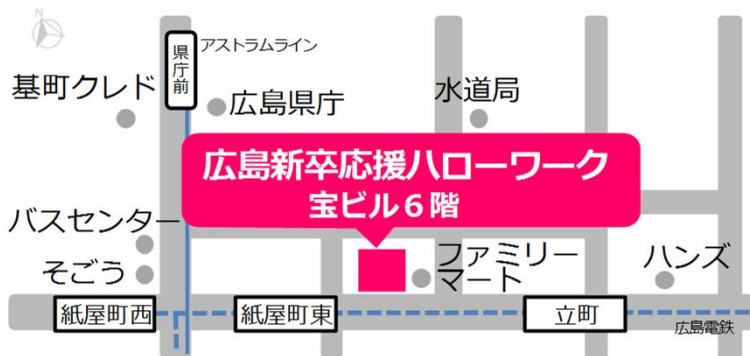 アストラムライン
県庁前
基町クレド
広島県庁
水道局
広島新卒応援ハローワーク
宝ビル6階
バスセンター
そごう
ファミリー
マート
ハンズ
紙屋町西
紙屋町東
立町
広島電鉄